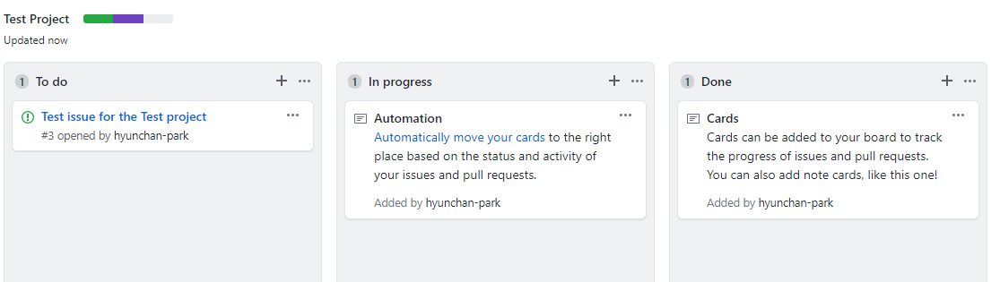 Test Project
Updated now
1 To do
Test issue for the Test project
#3 opened by hyunchan-park
1 In progress
Automation
Automatically move your cards to the right
place based on the status and activity of
your issues and pull requests.
Added by hyunchan-park
1 Done
Cards
Cards can be added to your board to track
the progress of issues and pull requests.
You can also add note cards, like this one!
Added by hyunchan-park